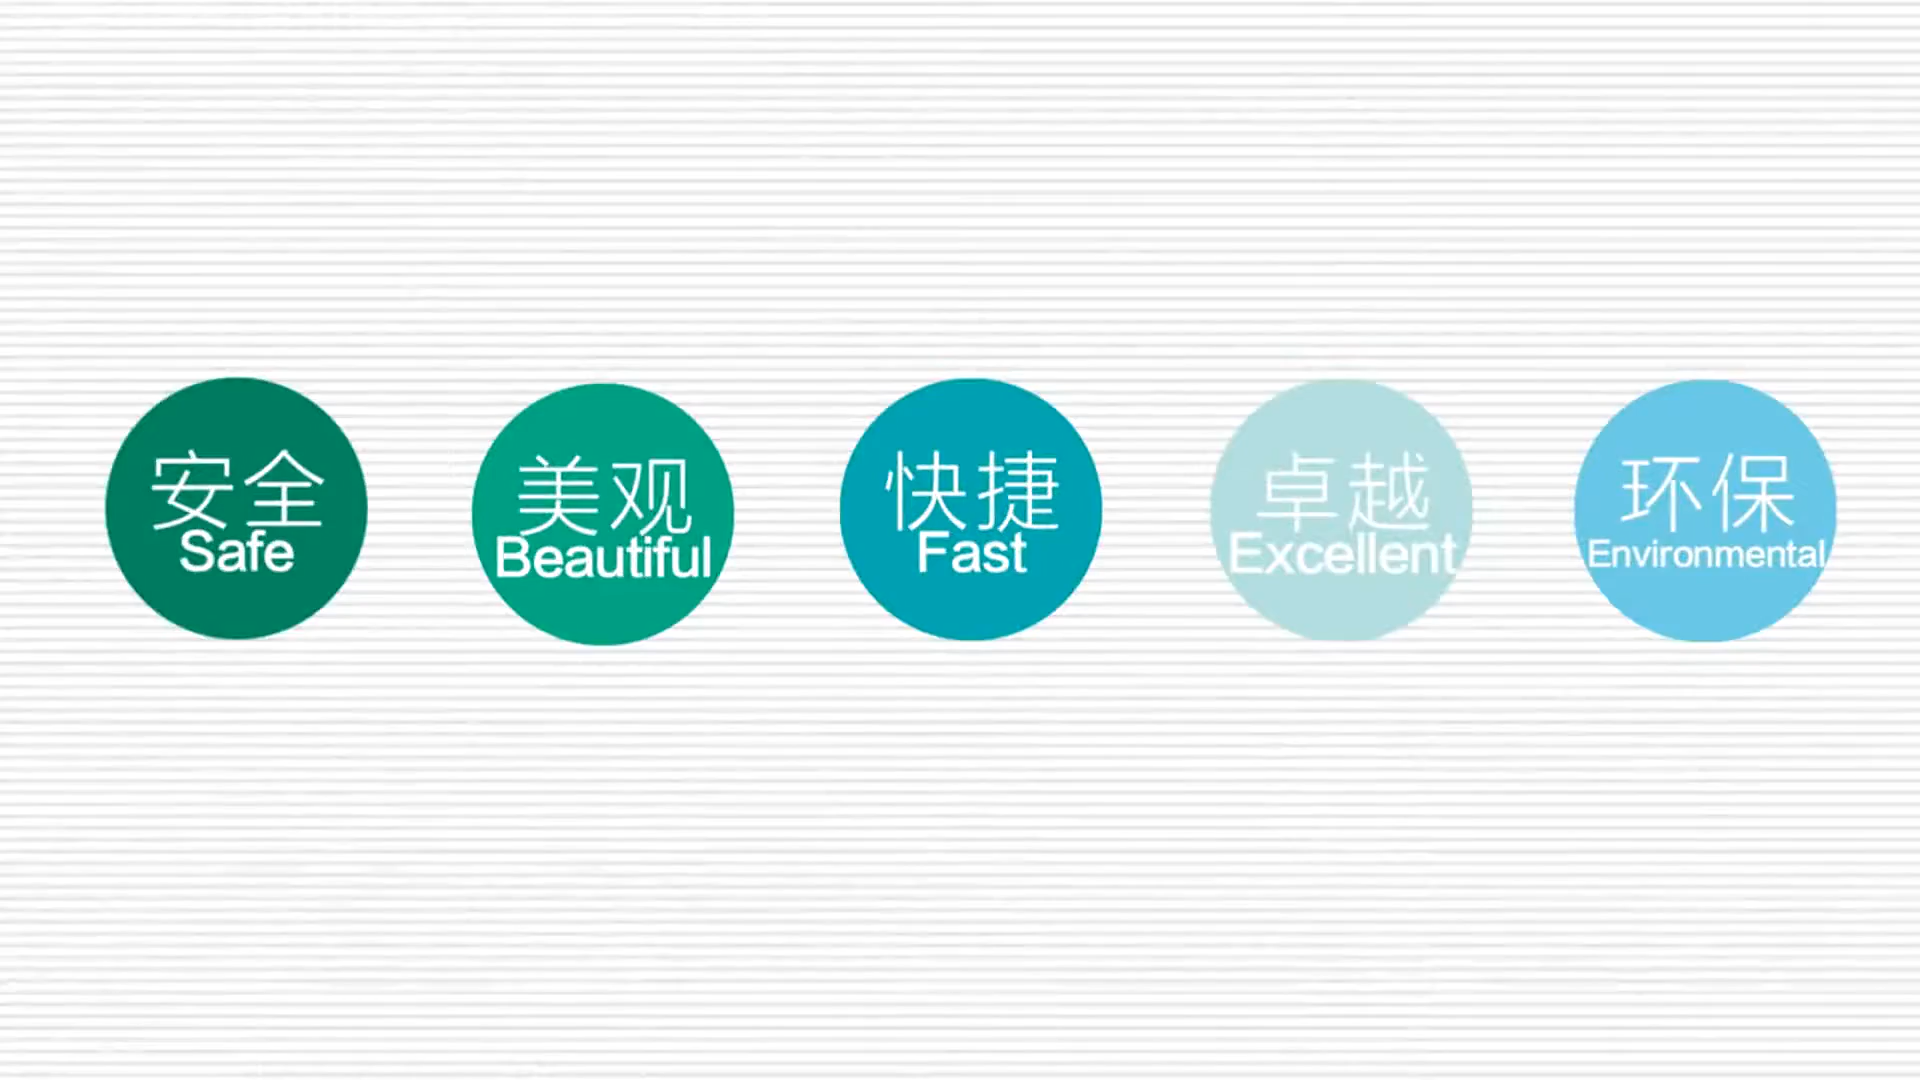 安全
Safe
美观
Beautiful
快捷
Fast
卓越
Excellent
环保
Environmental